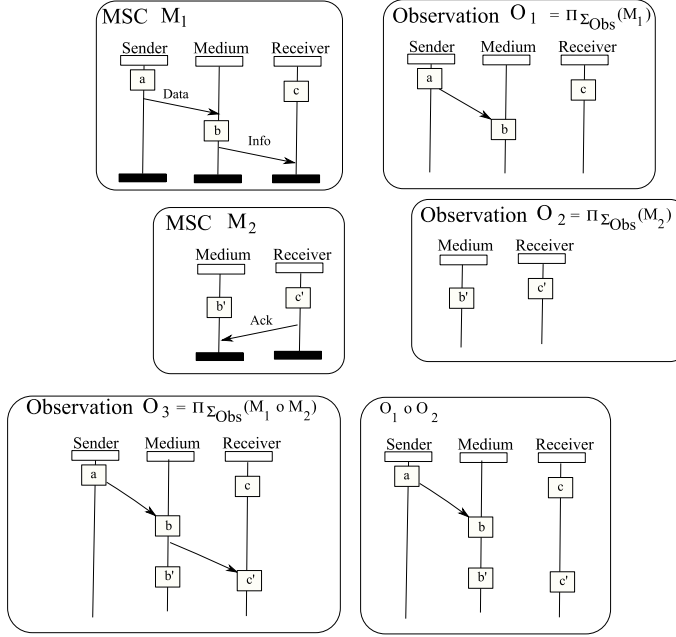 MSC M1
Sender Medium Receiver
a
c
Data
b
Info
Observation O1 = ΠΣObs(M1)
Sender Medium Receiver
a
c
b
MSC M2
Medium Receiver
b'
c'
Ack
Observation O2 = ΠΣObs(M2)
Medium Receiver
b'
c'
Observation O3 = ΠΣObs(M1 o M2)
Sender Medium Receiver
a
c
b
b'
c'
O1 o O2
Sender Medium Receiver
a
c
b
b'
c'